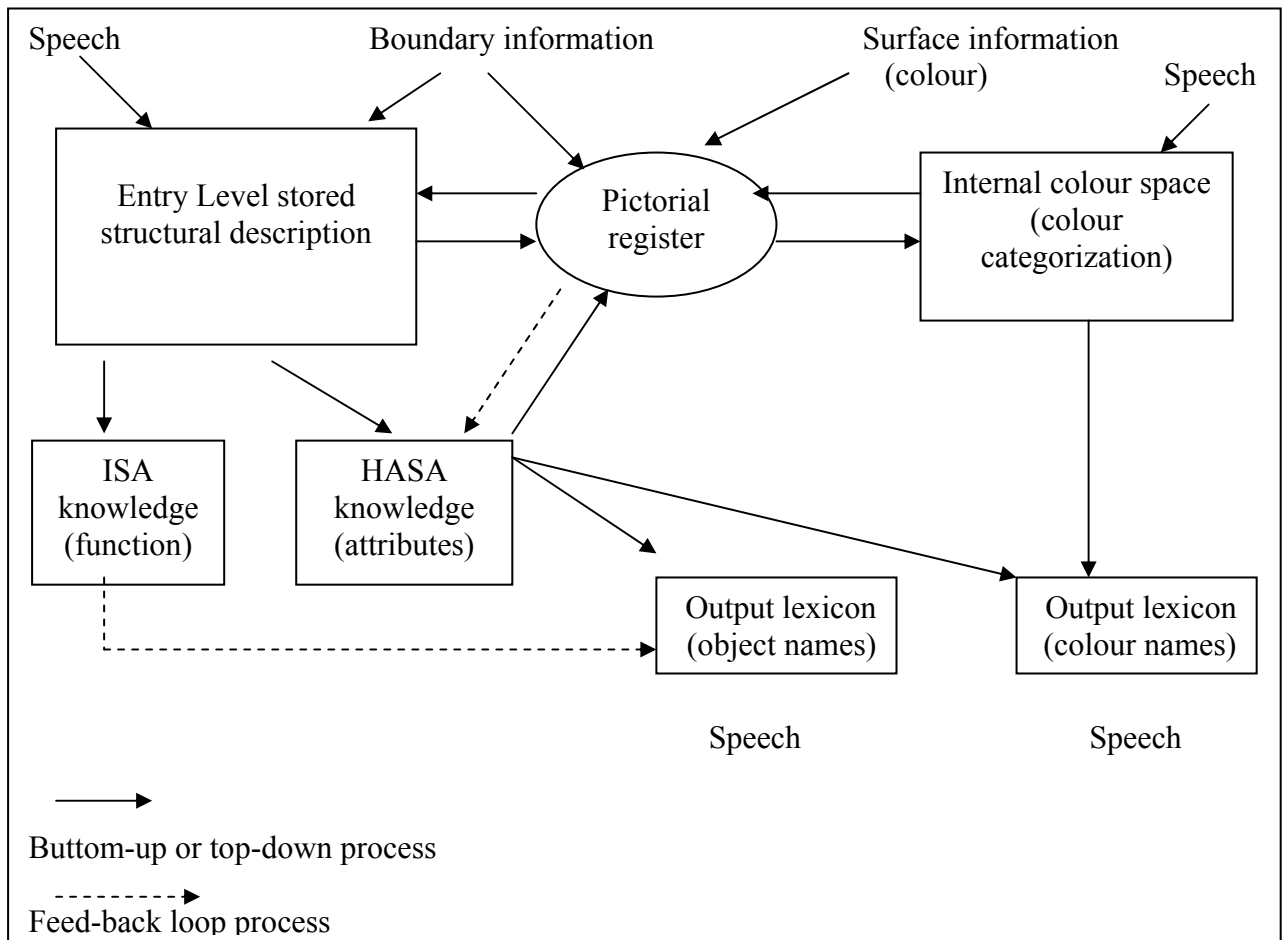 Speech
Boundary information
Surface information
(colour)
Speech
Entry Level stored
structural description
Pictorial
register
Internal colour space
(colour
categorization)
ISA
knowledge
(function)
HASA
knowledge
(attributes)
Output lexicon
(object names)
Output lexicon
(colour names)
Speech
Speech
Buttom-up or top-down process
Feed-back loop process